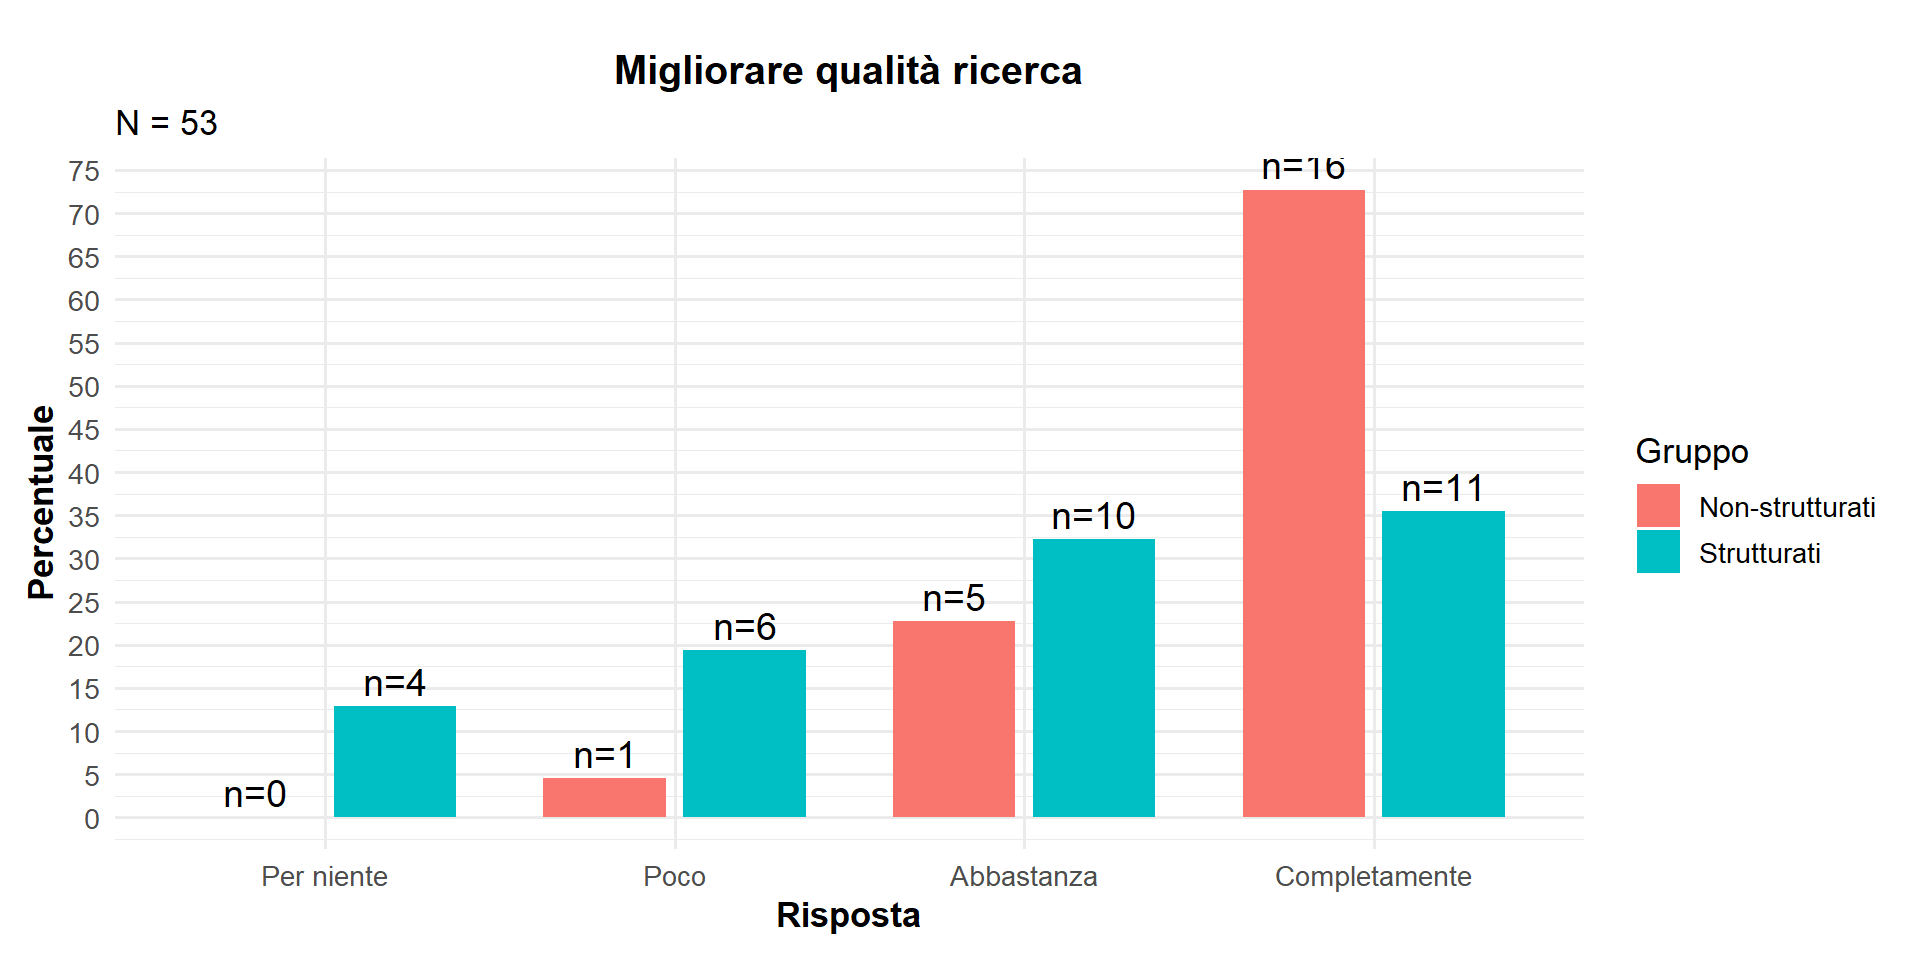 Migliorare qualità ricerca
N = 53
75
70
65
60
55
50
45
40
35
30
25
20
15
10
5
0
Percentuale
n=0
n=4
n=1
n=6
n=5
n=10
n=16
n=11
Per niente
Poco
Abbastanza
Completamente
Risposta
Gruppo
Non-strutturati
Strutturati